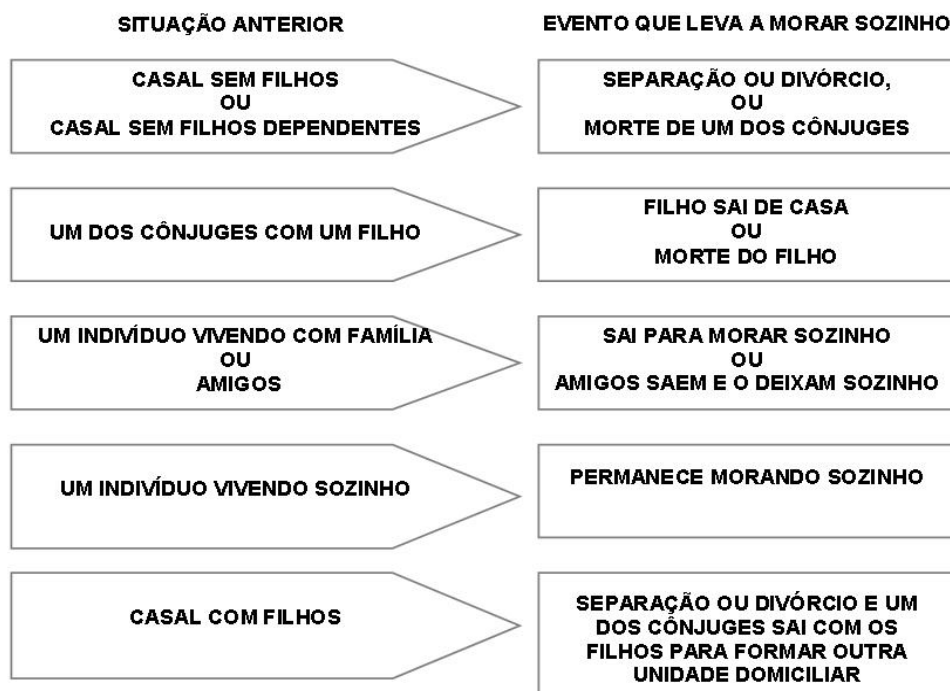 SITUAÇÃO ANTERIOR
EVENTO QUE LEVA A MORAR SOZINHO
CASAL SEM FILHOS
OU
CASAL SEM FILHOS DEPENDENTES
SEPARAÇÃO OU DIVÓRCIO,
OU
MORTE DE UM DOS CÔNJUGES
UM DOS CÔNJUGES COM UM FILHO
FILHO SAI DE CASA
OU
MORTE DO FILHO
UM INDIVÍDUO VIVENDO COM FAMÍLIA
OU
AMIGOS
SAI PARA MORAR SOZINHO
OU
AMIGOS SAEM E O DEIXAM SOZINHO
UM INDIVÍDUO VIVENDO SOZINHO
PERMANECE MORANDO SOZINHO
CASAL COM FILHOS
SEPARAÇÃO OU DIVÓRCIO E UM
DOS CÔNJUGES SAI COM OS
FILHOS PARA FORMAR OUTRA
UNIDADE DOMICILIAR